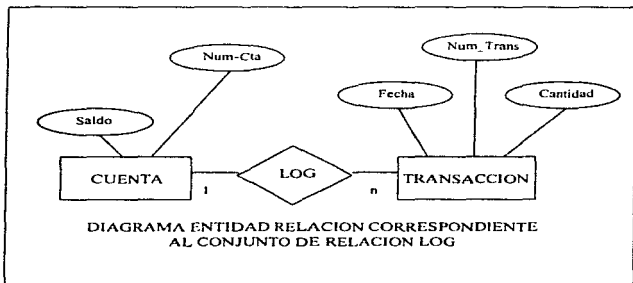 Num_Trans
Num-Cta
Fecha
Cantidad
Saldo
CUENTA
LOG
TRANSACCION
1
n
DIAGRAMA ENTIDAD RELACION CORRESPONDIENTE
AL CONJUNTO DE RELACION LOG